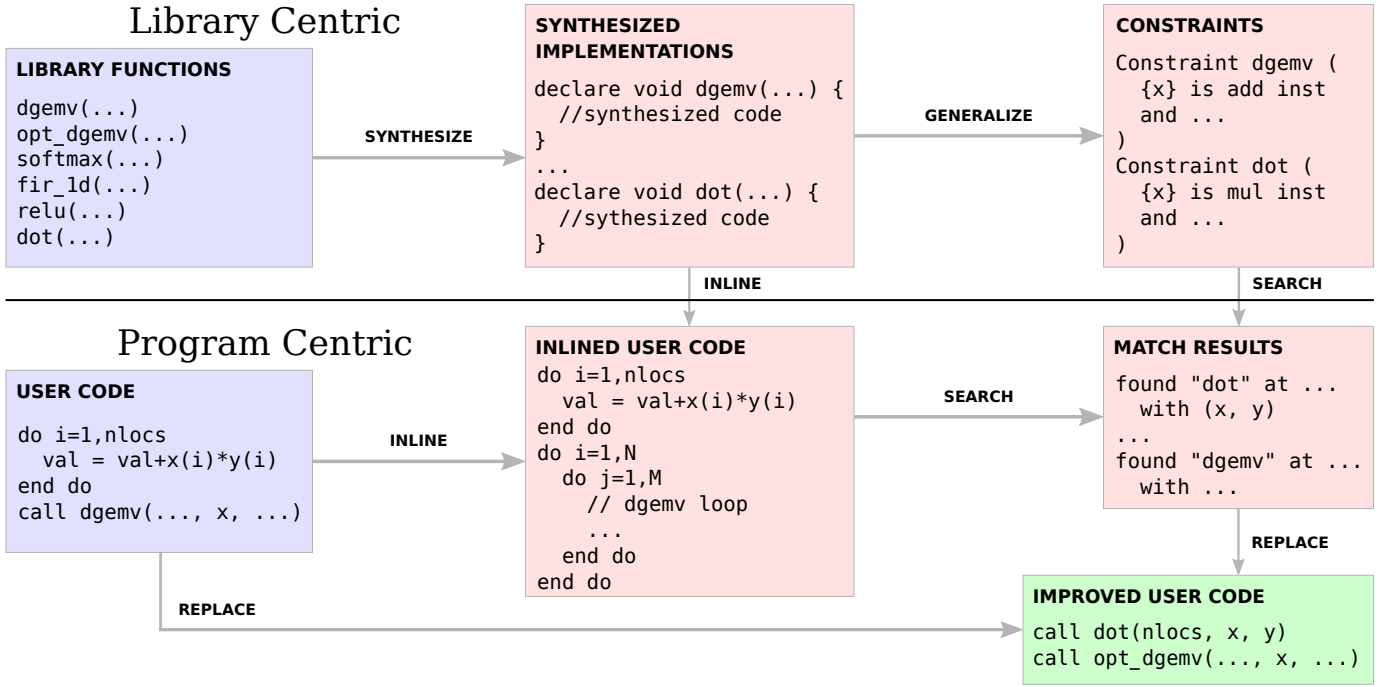 Library Centric
LIBRARY FUNCTIONS
dgemv(...)
opt_dgemv(...)
softmax(...)
fir_1d(...)
relu(...)
dot(...)
SYNTHESIZE
SYNTHESIZED
IMPLEMENTATIONS
declare void dgemv(...) {
  //synthesized code
}
...
declare void dot(...) {
  //sythesized code
}
GENERALIZE
CONSTRAINTS
Constraint dgemv (
  {x} is add inst
  and ...
)
Constraint dot (
  {x} is mul inst
  and ...
)
INLINE
SEARCH
Program Centric
USER CODE
do i=1,nlocs
  val = val+x(i)*y(i)
end do
call dgemv(..., x, ...)
INLINE
INLINED USER CODE
do i=1,nlocs
  val = val+x(i)*y(i)
end do
do i=1,N
  do j=1,M
    // dgemv loop
    ...
  end do
end do
SEARCH
MATCH RESULTS
found "dot" at ...
  with (x, y)
...
found "dgemv" at ...
  with ...
REPLACE
REPLACE
IMPROVED USER CODE
call dot(nlocs, x, y)
call opt_dgemv(..., x, ...)